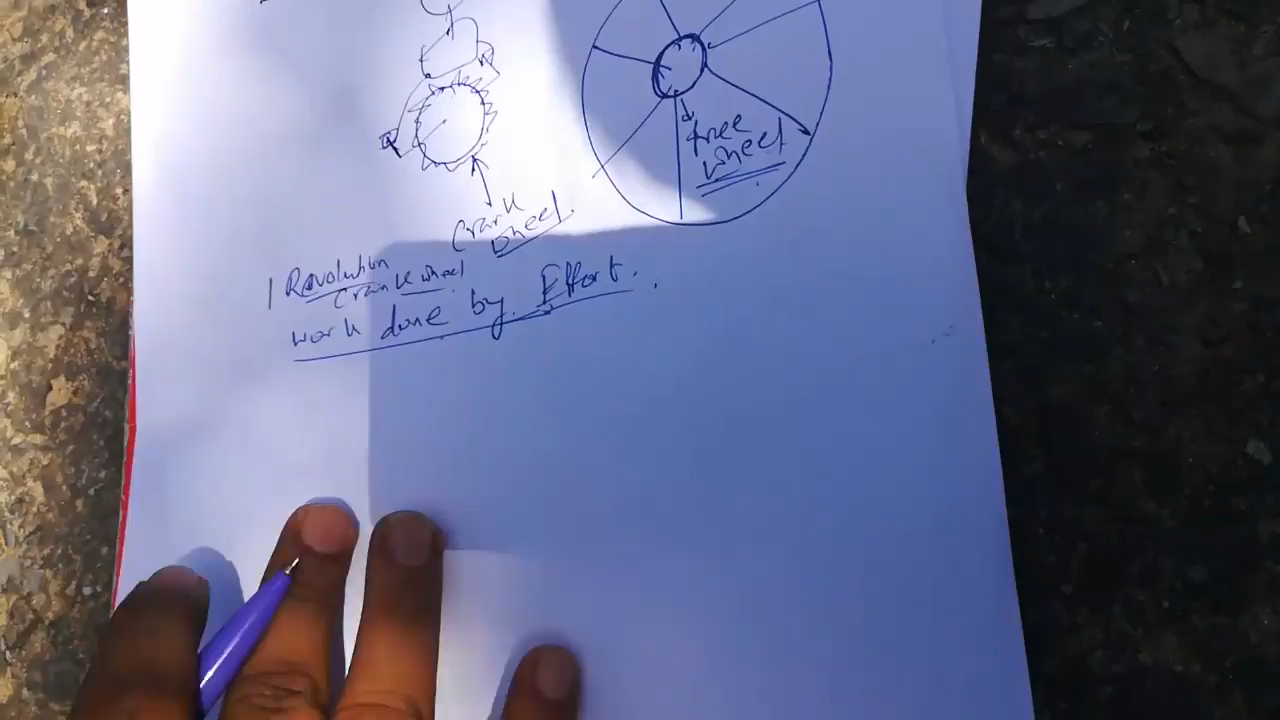 free
wheel
Crank
wheel
1 Revolution
Crank wheel
work done by Effort.